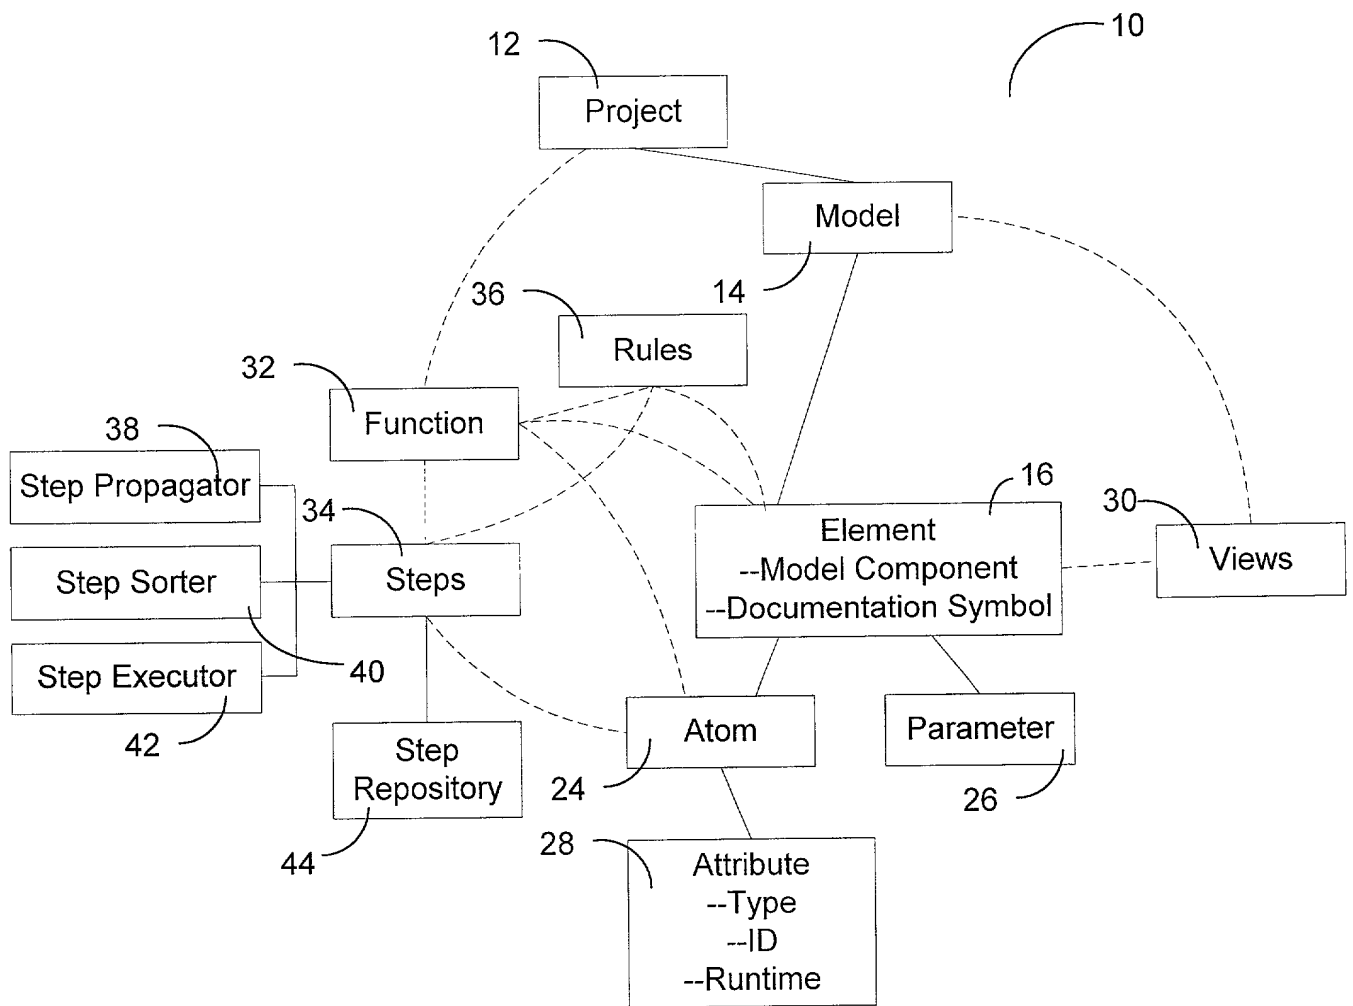 10
12
Project
Model
14
36
Rules
32
Function
38
Step Propagator
34
16
Element
--Model Component
--Documentation Symbol
30
Views
Step Sorter
Steps
40
Step Executor
42
Step
Repository
44
Atom
24
Parameter
26
28
Attribute
--Type
--ID
--Runtime